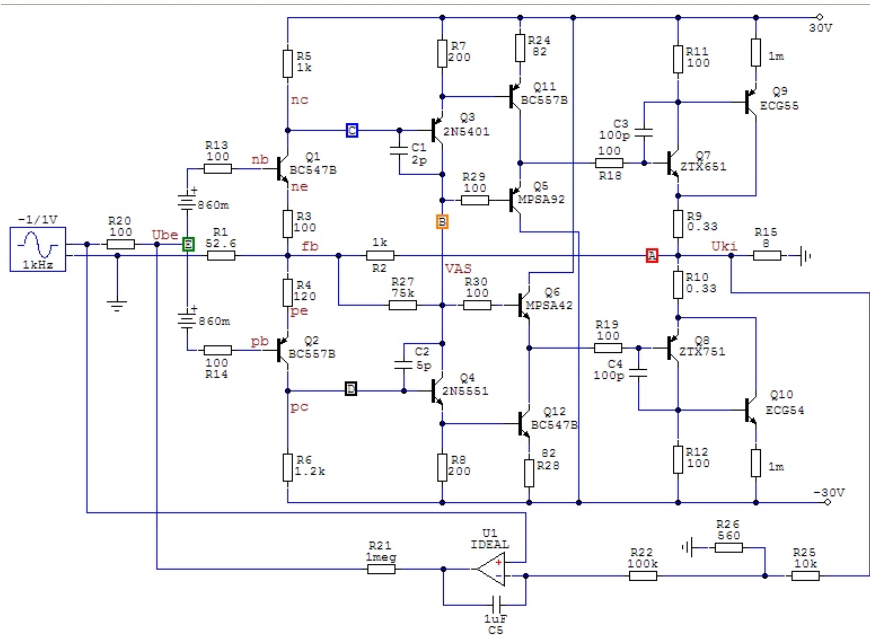 30V
R5
1k
R7
200
R24
82
R11
100
1m
Q9
ECG55
nc
C
Q3
2N5401
Q11
BC557B
C1
2p
C3
100p
100
R18
Q7
ZTX651
R13
100
nb
Q1
BC547B
ne
860m
+
R29
100
Q5
MPSA92
-1/1V
1kHz
R20
100
Ube
E
R1
52.6
R3
100
fb
1k
R2
B
VAS
A
R9
0.33
Uki
R15
8
R4
120
pe
R27
75k
R30
100
Q6
MPSA42
R10
0.33
+
860m
pb
100
R14
Q2
BC557B
C2
5p
R19
100
C4
100p
Q8
ZTX751
D
pc
Q4
2N5551
Q12
BC547B
Q10
ECG54
R6
1.2k
R8
200
82
R28
R12
100
1m
-30V
U1
IDEAL
+
-
R21
1meg
1uF
C5
R22
100k
R26
560
R25
10k